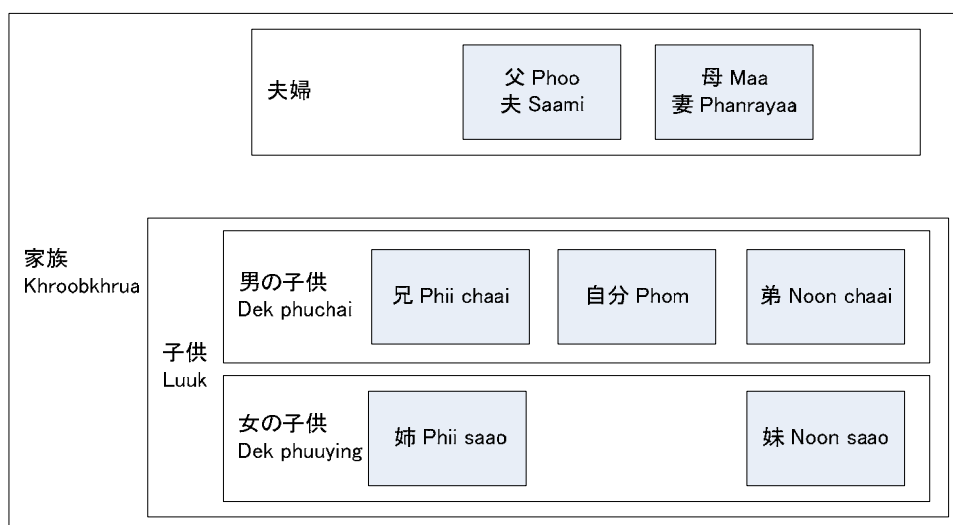 夫婦
父 Phoo
夫 Saami
母 Maa
妻 Phanrayaa
家族
Khroobkhrua
子供
Luuk
男の子供
Dek phuchai
兄 Phii chaai
自分 Phom
弟 Noon chaai
女の子供
Dek phuuying
姉 Phii saao
妹 Noon saao